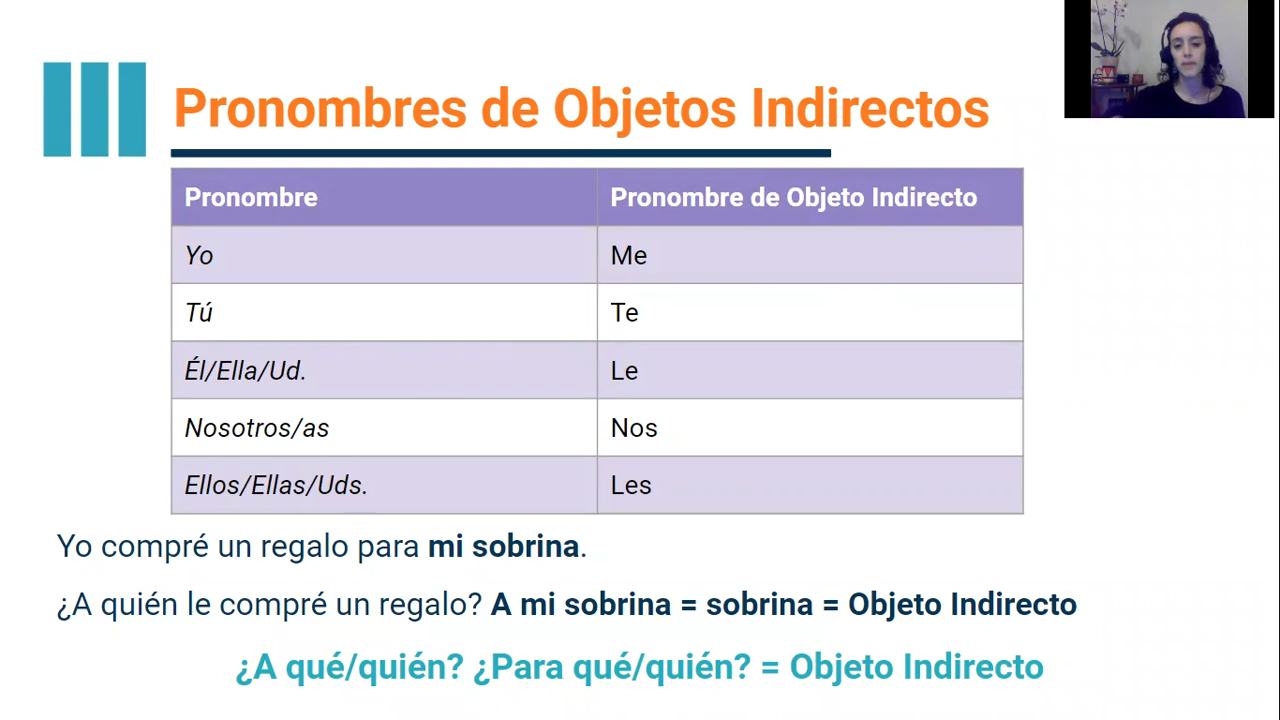 Pronombres de Objetos Indirectos
Pronombre Pronombre de Objeto Indirecto
Yo Me
Tú Te
Él/Ella/Ud. Le
Nosotros/as Nos
Ellos/Ellas/Uds. Les
Yo compré un regalo para mi sobrina.
¿A quién le compré un regalo? A mi sobrina = sobrina = Objeto Indirecto
¿A qué/quién? ¿Para qué/quién? = Objeto Indirecto